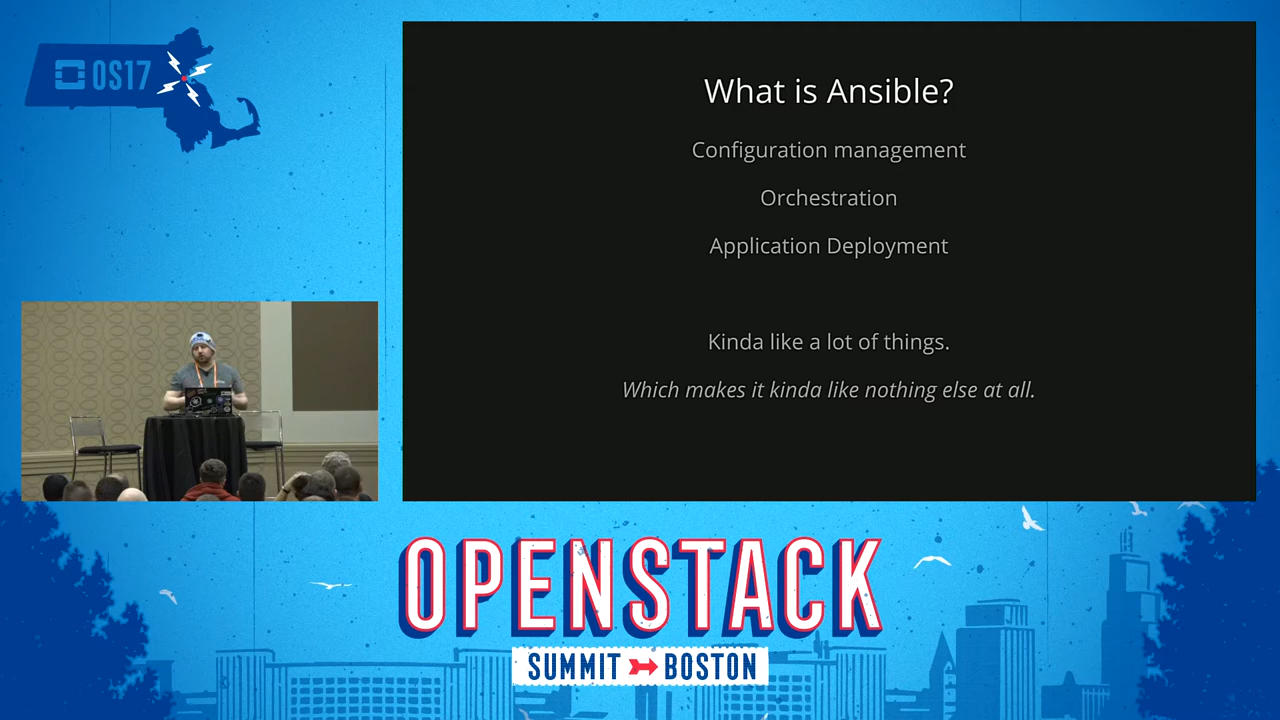 OS17
What is Ansible?
Configuration management
Orchestration
Application Deployment
Kinda like a lot of things.
Which makes it kinda like nothing else at all.
OPENSTACK
SUMMIT BOSTON